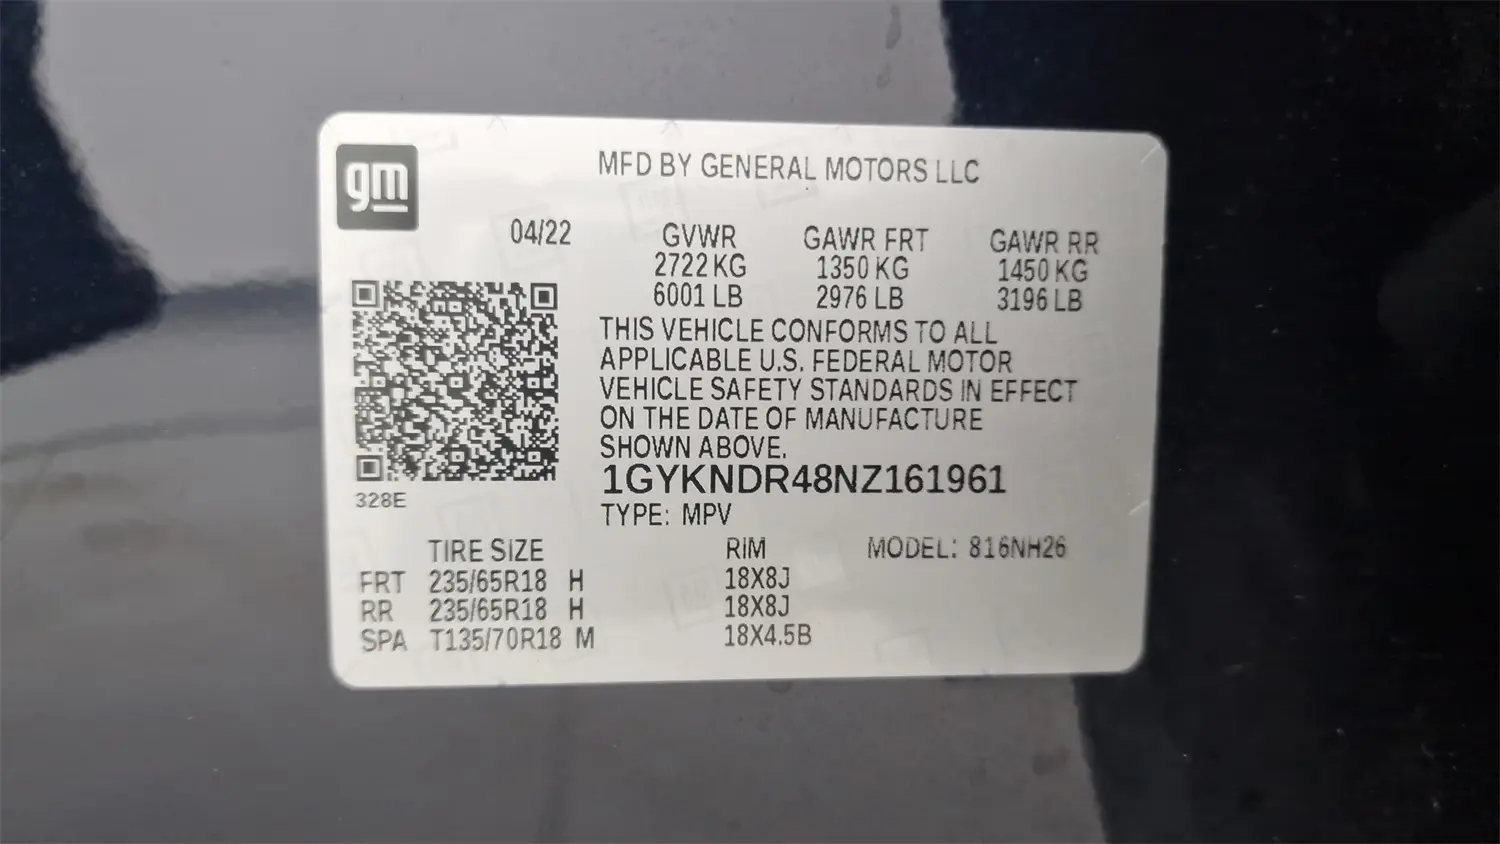 gm
MFD BY GENERAL MOTORS LLC
04/22 GVWR GAWR FRT GAWR RR
2722 KG 1350 KG 1450 KG
6001 LB 2976 LB 3196 LB
THIS VEHICLE CONFORMS TO ALL
APPLICABLE U.S. FEDERAL MOTOR
VEHICLE SAFETY STANDARDS IN EFFECT
ON THE DATE OF MANUFACTURE
SHOWN ABOVE.
1GYKNDR48NZ161961
328E
TYPE: MPV
TIRE SIZE RIM MODEL: 816NH26
FRT 235/65R18 H 18X8J
RR 235/65R18 H 18X8J
SPA T135/70R18 M 18X4.5B